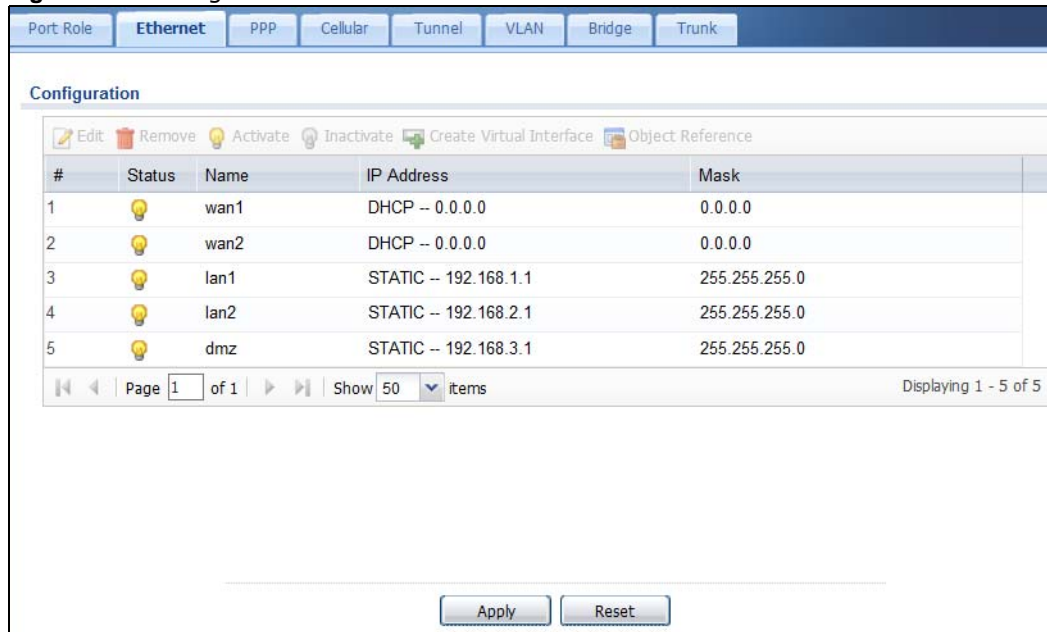 Port Role Ethernet PPP Cellular Tunnel VLAN Bridge Trunk
Configuration
Edit Remove Activate Inactivate Create Virtual Interface Object Reference
# Status Name IP Address Mask
1 wan1 DHCP -- 0.0.0.0 0.0.0.0
2 wan2 DHCP -- 0.0.0.0 0.0.0.0
3 lan1 STATIC -- 192.168.1.1 255.255.255.0
4 lan2 STATIC -- 192.168.2.1 255.255.255.0
5 dmz STATIC -- 192.168.3.1 255.255.255.0
Page 1 of 1 Show 50 items Displaying 1 - 5 of 5
Apply Reset